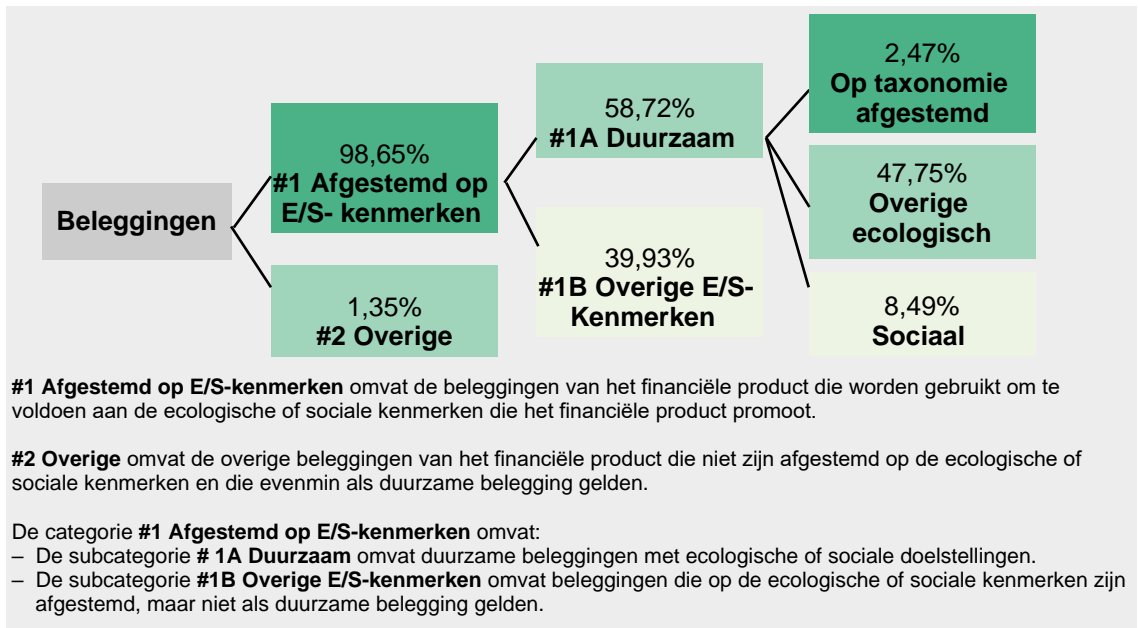 Beleggingen
98,65%
#1 Afgestemd op
E/S- kenmerken
1,35%
#2 Overige
58,72%
#1A Duurzaam
39,93%
#1B Overige E/S-
Kenmerken
2,47%
Op taxonomie
afgestemd
47,75%
Overige
ecologisch
8,49%
Sociaal
#1 Afgestemd op E/S-kenmerken omvat de beleggingen van het financiële product die worden gebruikt om te
voldoen aan de ecologische of sociale kenmerken die het financiële product promoot.
#2 Overige omvat de overige beleggingen van het financiële product die niet zijn afgestemd op de ecologische of
sociale kenmerken en die evenmin als duurzame belegging gelden.
De categorie #1 Afgestemd op E/S-kenmerken omvat:
– De subcategorie # 1A Duurzaam omvat duurzame beleggingen met ecologische of sociale doelstellingen.
– De subcategorie #1B Overige E/S-kenmerken omvat beleggingen die op de ecologische of sociale kenmerken zijn
afgestemd, maar niet als duurzame belegging gelden.